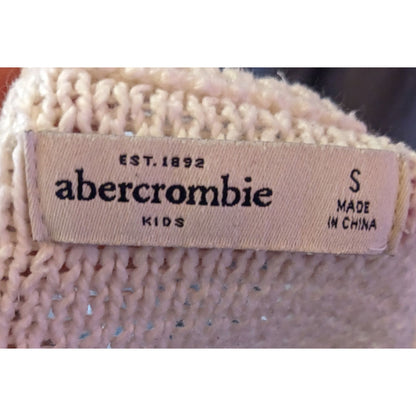 EST. 1892
abercrombie
KIDS
S
MADE
IN CHINA